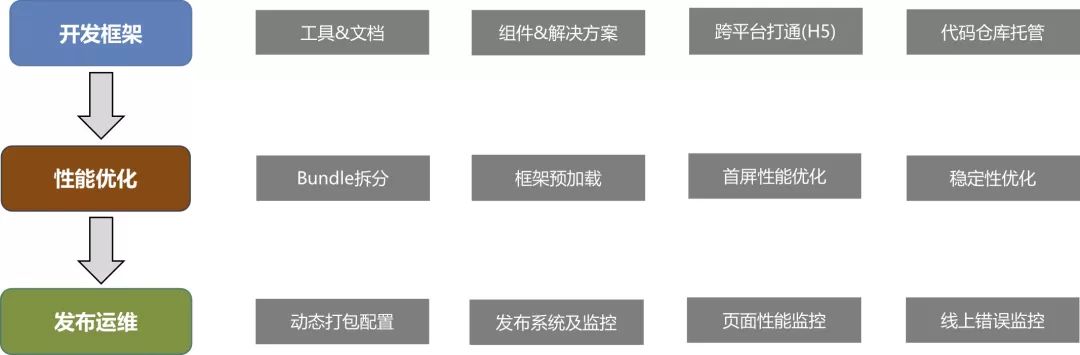 开发框架
工具&文档
组件&解决方案
跨平台打通(H5)
代码仓库托管
性能优化
Bundle拆分
框架预加载
首屏性能优化
稳定性优化
发布运维
动态打包配置
发布系统及监控
页面性能监控
线上错误监控